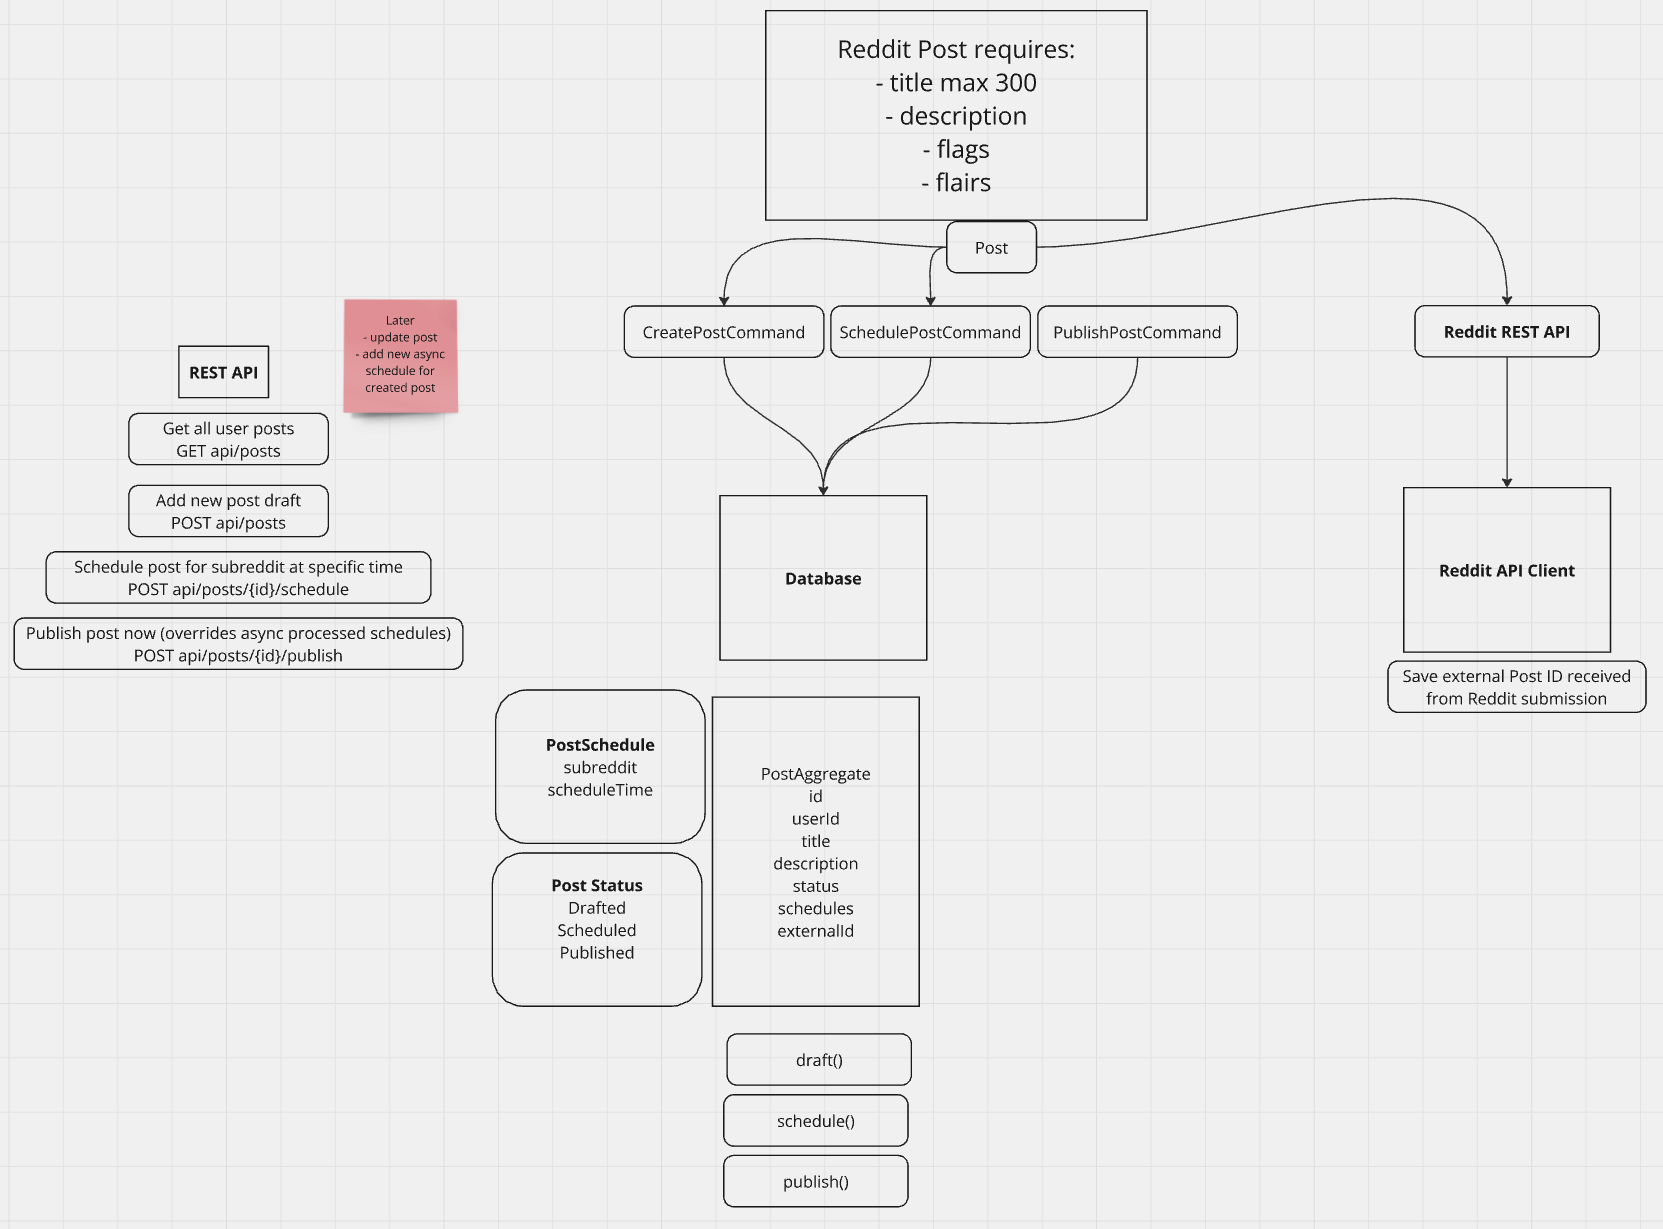 Reddit Post requires:
- title max 300
- description
- flags
- flairs
Post
CreatePostCommand
SchedulePostCommand
PublishPostCommand
Reddit REST API
Later
- update post
- add new async
schedule for
created post
REST API
Get all user posts
GET api/posts
Add new post draft
POST api/posts
Schedule post for subreddit at specific time
POST api/posts/{id}/schedule
Publish post now (overrides async processed schedules)
POST api/posts/{id}/publish
Database
Reddit API Client
Save external Post ID received
from Reddit submission
PostSchedule
subreddit
scheduleTime
Post Status
Drafted
Scheduled
Published
PostAggregate
id
userId
title
description
status
schedules
externalId
draft()
schedule()
publish()